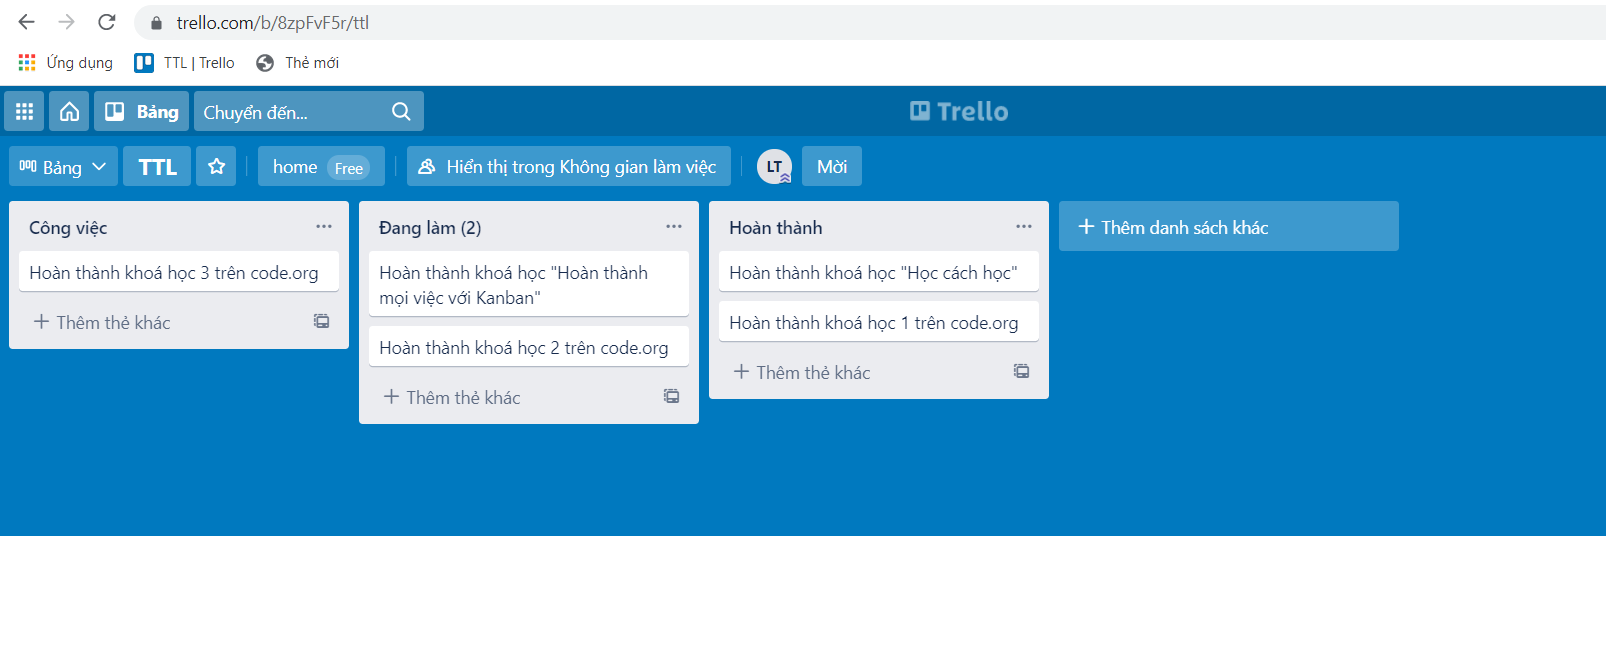 trello.com/b/8zpFvF5r/ttl
Ứng dụng TTL | Trello Thẻ mới
Bảng Chuyển đến... Trello
Bảng TTL home Free Hiển thị trong Không gian làm việc LT Mời
Công việc
Hoàn thành khoá học 3 trên code.org
+ Thêm thẻ khác
Đang làm (2)
Hoàn thành khoá học "Hoàn thành
mọi việc với Kanban"
Hoàn thành khoá học 2 trên code.org
+ Thêm thẻ khác
Hoàn thành
Hoàn thành khoá học "Học cách học"
Hoàn thành khoá học 1 trên code.org
+ Thêm thẻ khác
+ Thêm danh sách khác